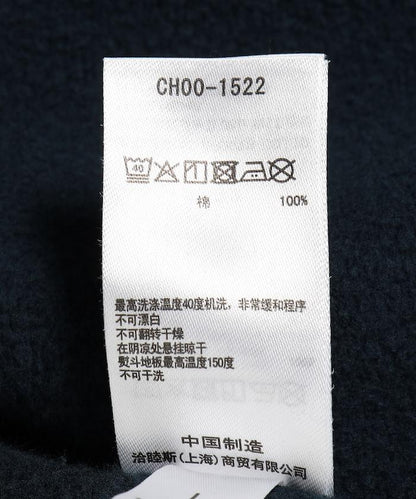 CHOO-1522
40
棉 100%
最高洗涤温度40度机洗，非常缓和程序
不可漂白
不可翻转干燥
在阴凉处悬挂晾干
熨斗地板最高温度150度
不可干洗
中国制造
洽睦斯(上海)商贸有限公司